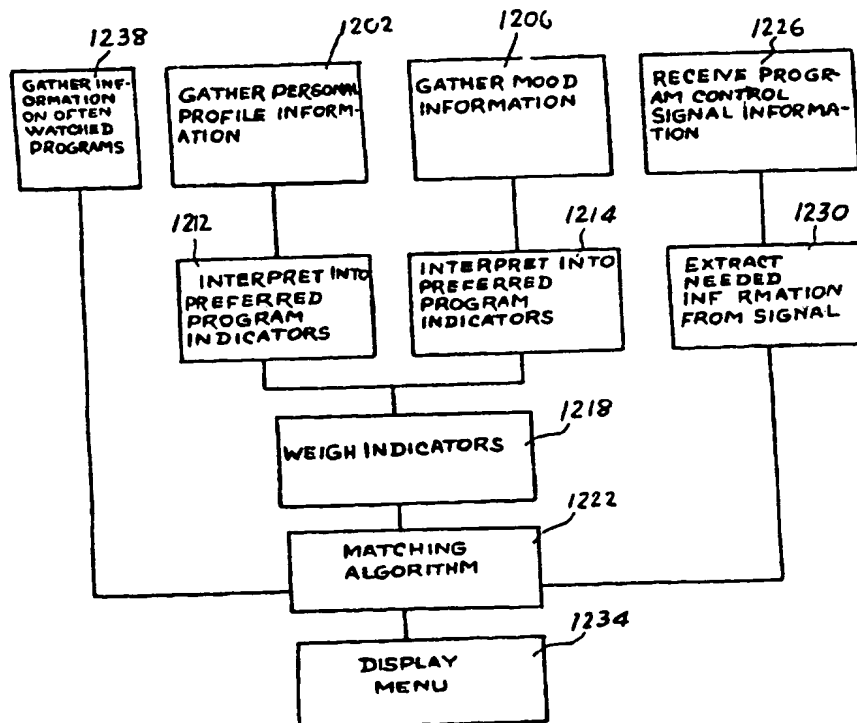 1238
GATHER INF-
ORMATION
ON OFTEN
WATCHED
PROGRAMS
1202
GATHER PERSONAL
PROFILE INFORM-
ATION
1206
GATHER MOOD
INFORMATION
1226
RECEIVE PROGR-
AM CONTROL
SIGNAL INFORMA-
TION
1212
INTERPRET INTO
PREFERRED
PROGRAM
INDICATORS
1214
INTERPRET INTO
PREFERRED
PROGRAM
INDICATORS
1230
EXTRACT
NEEDED
INF RMATION
FROM SIGNAL
1218
WEIGH INDICATORS
1222
MATCHING
ALGORITHM
1234
DISPLAY
MENU